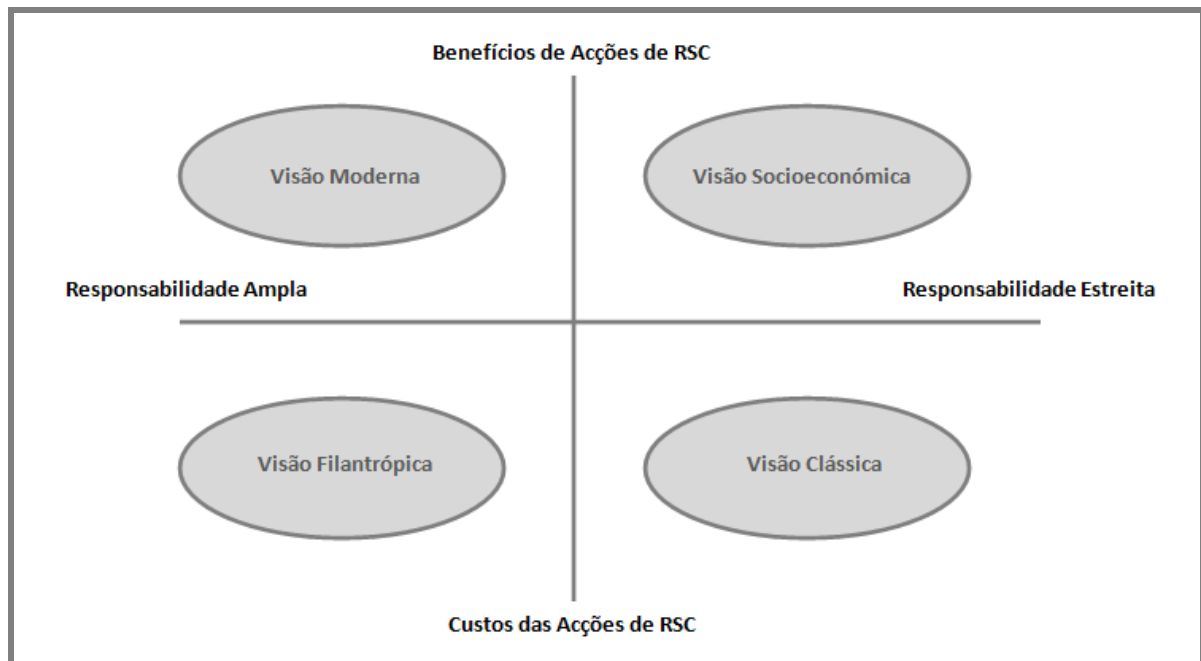 Benefícios de Acções de RSC
Visão Moderna
Visão Socioeconómica
Responsabilidade Ampla
Responsabilidade Estreita
Visão Filantrópica
Visão Clássica
Custos das Acções de RSC